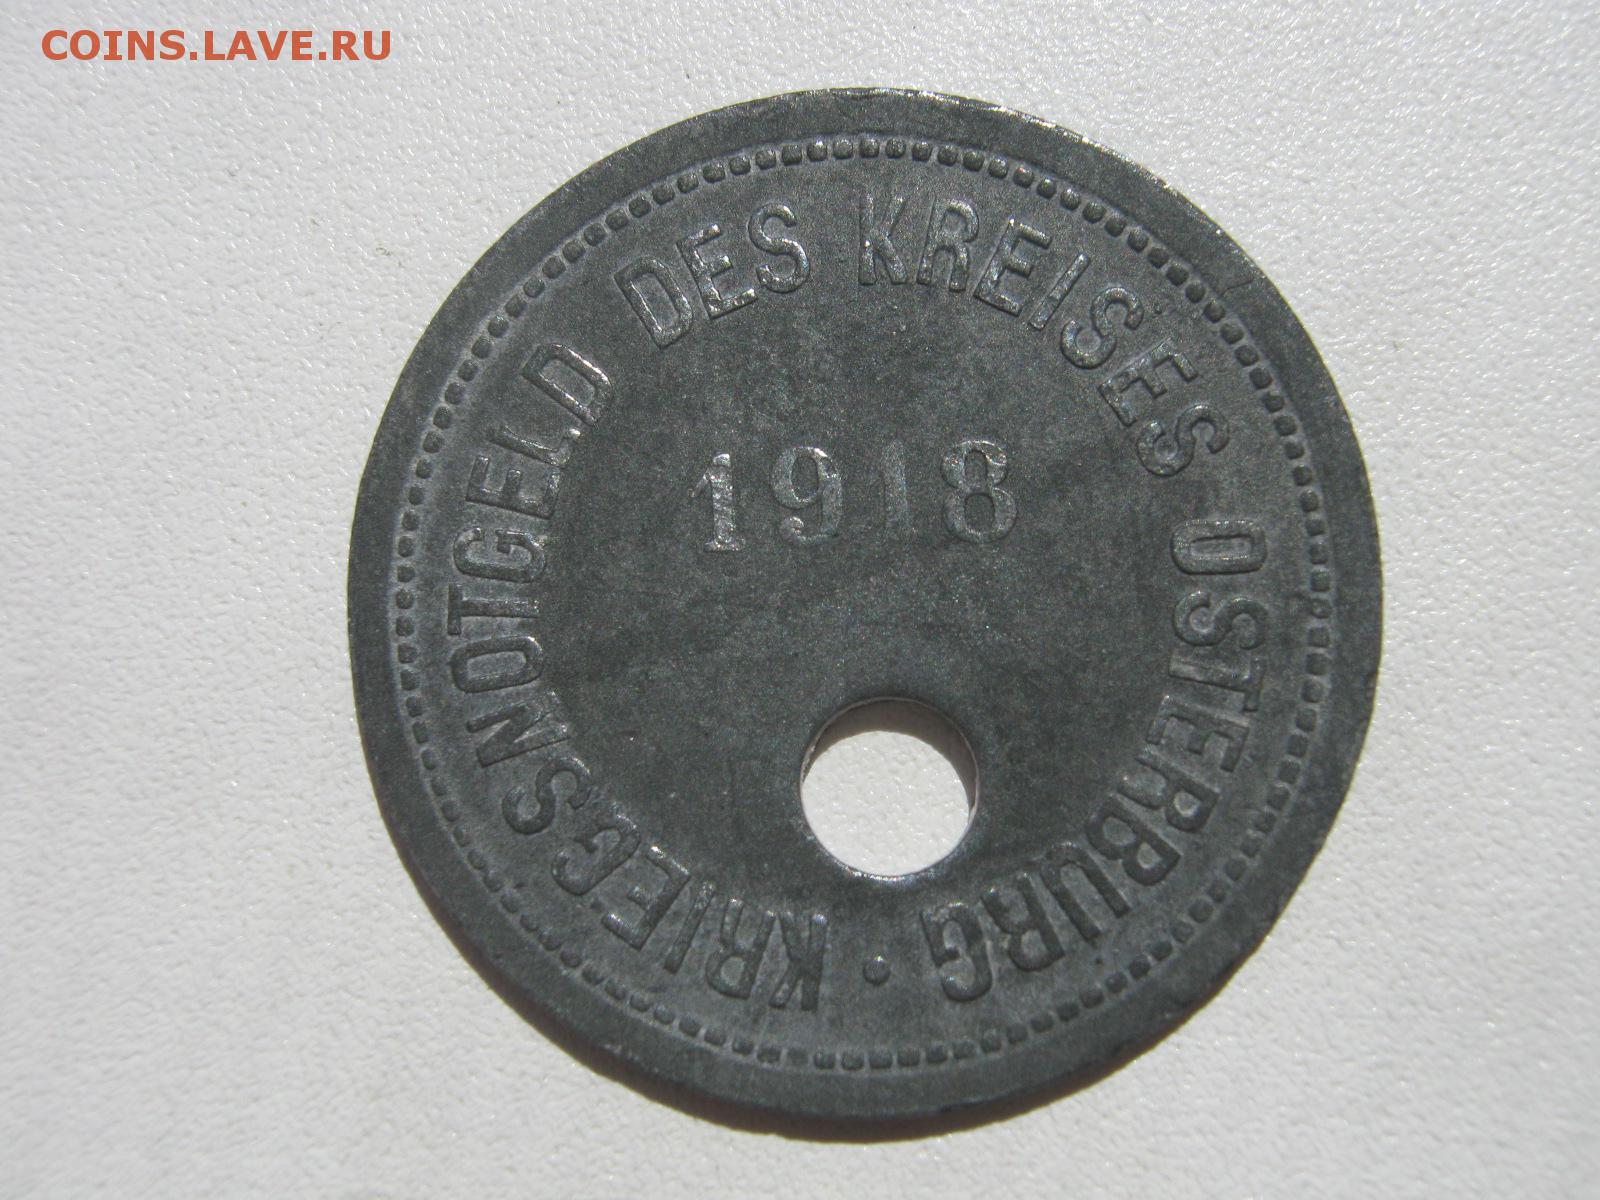 COINS.LAVE.RU
KRIEGSNOTGELD DES KREISES OSTERBURG •
1918